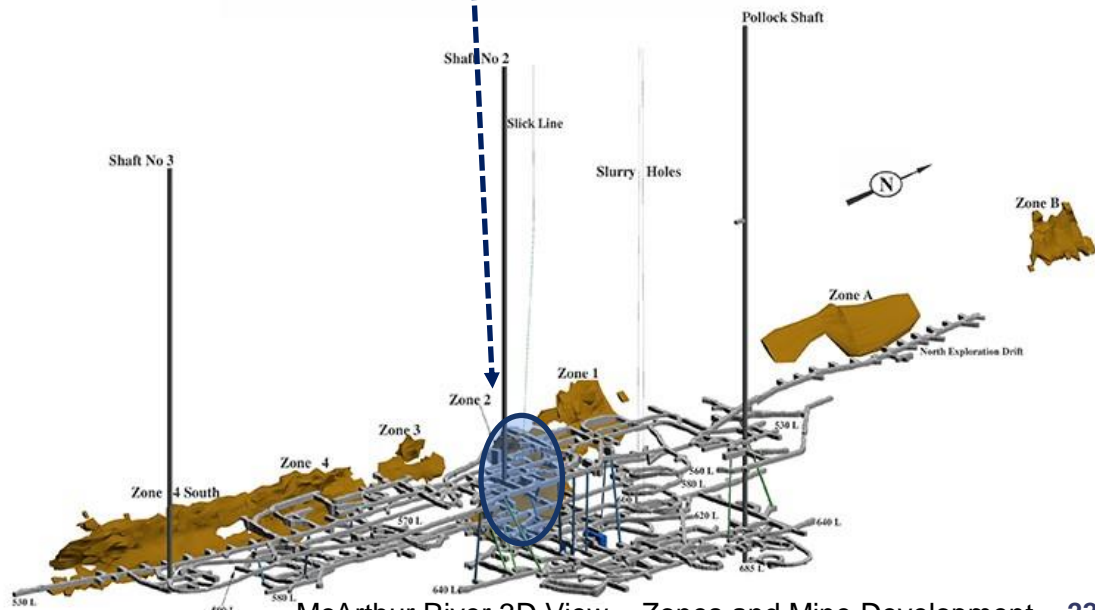 Pollock Shaft
Shaft No 2
Slick Line
Shaft No 3
Slurry Holes
N
Zone B
Zone A
North Exploration Drift
Zone 1
Zone 2
530 L
Zone 3
Zone 4
560 L
580 L
Zone 4 South
600 L
570 L
620 L
640 L
685 L
640 L
580 L
530 L
McArthur River 3D View – Zones and Mine Development 23